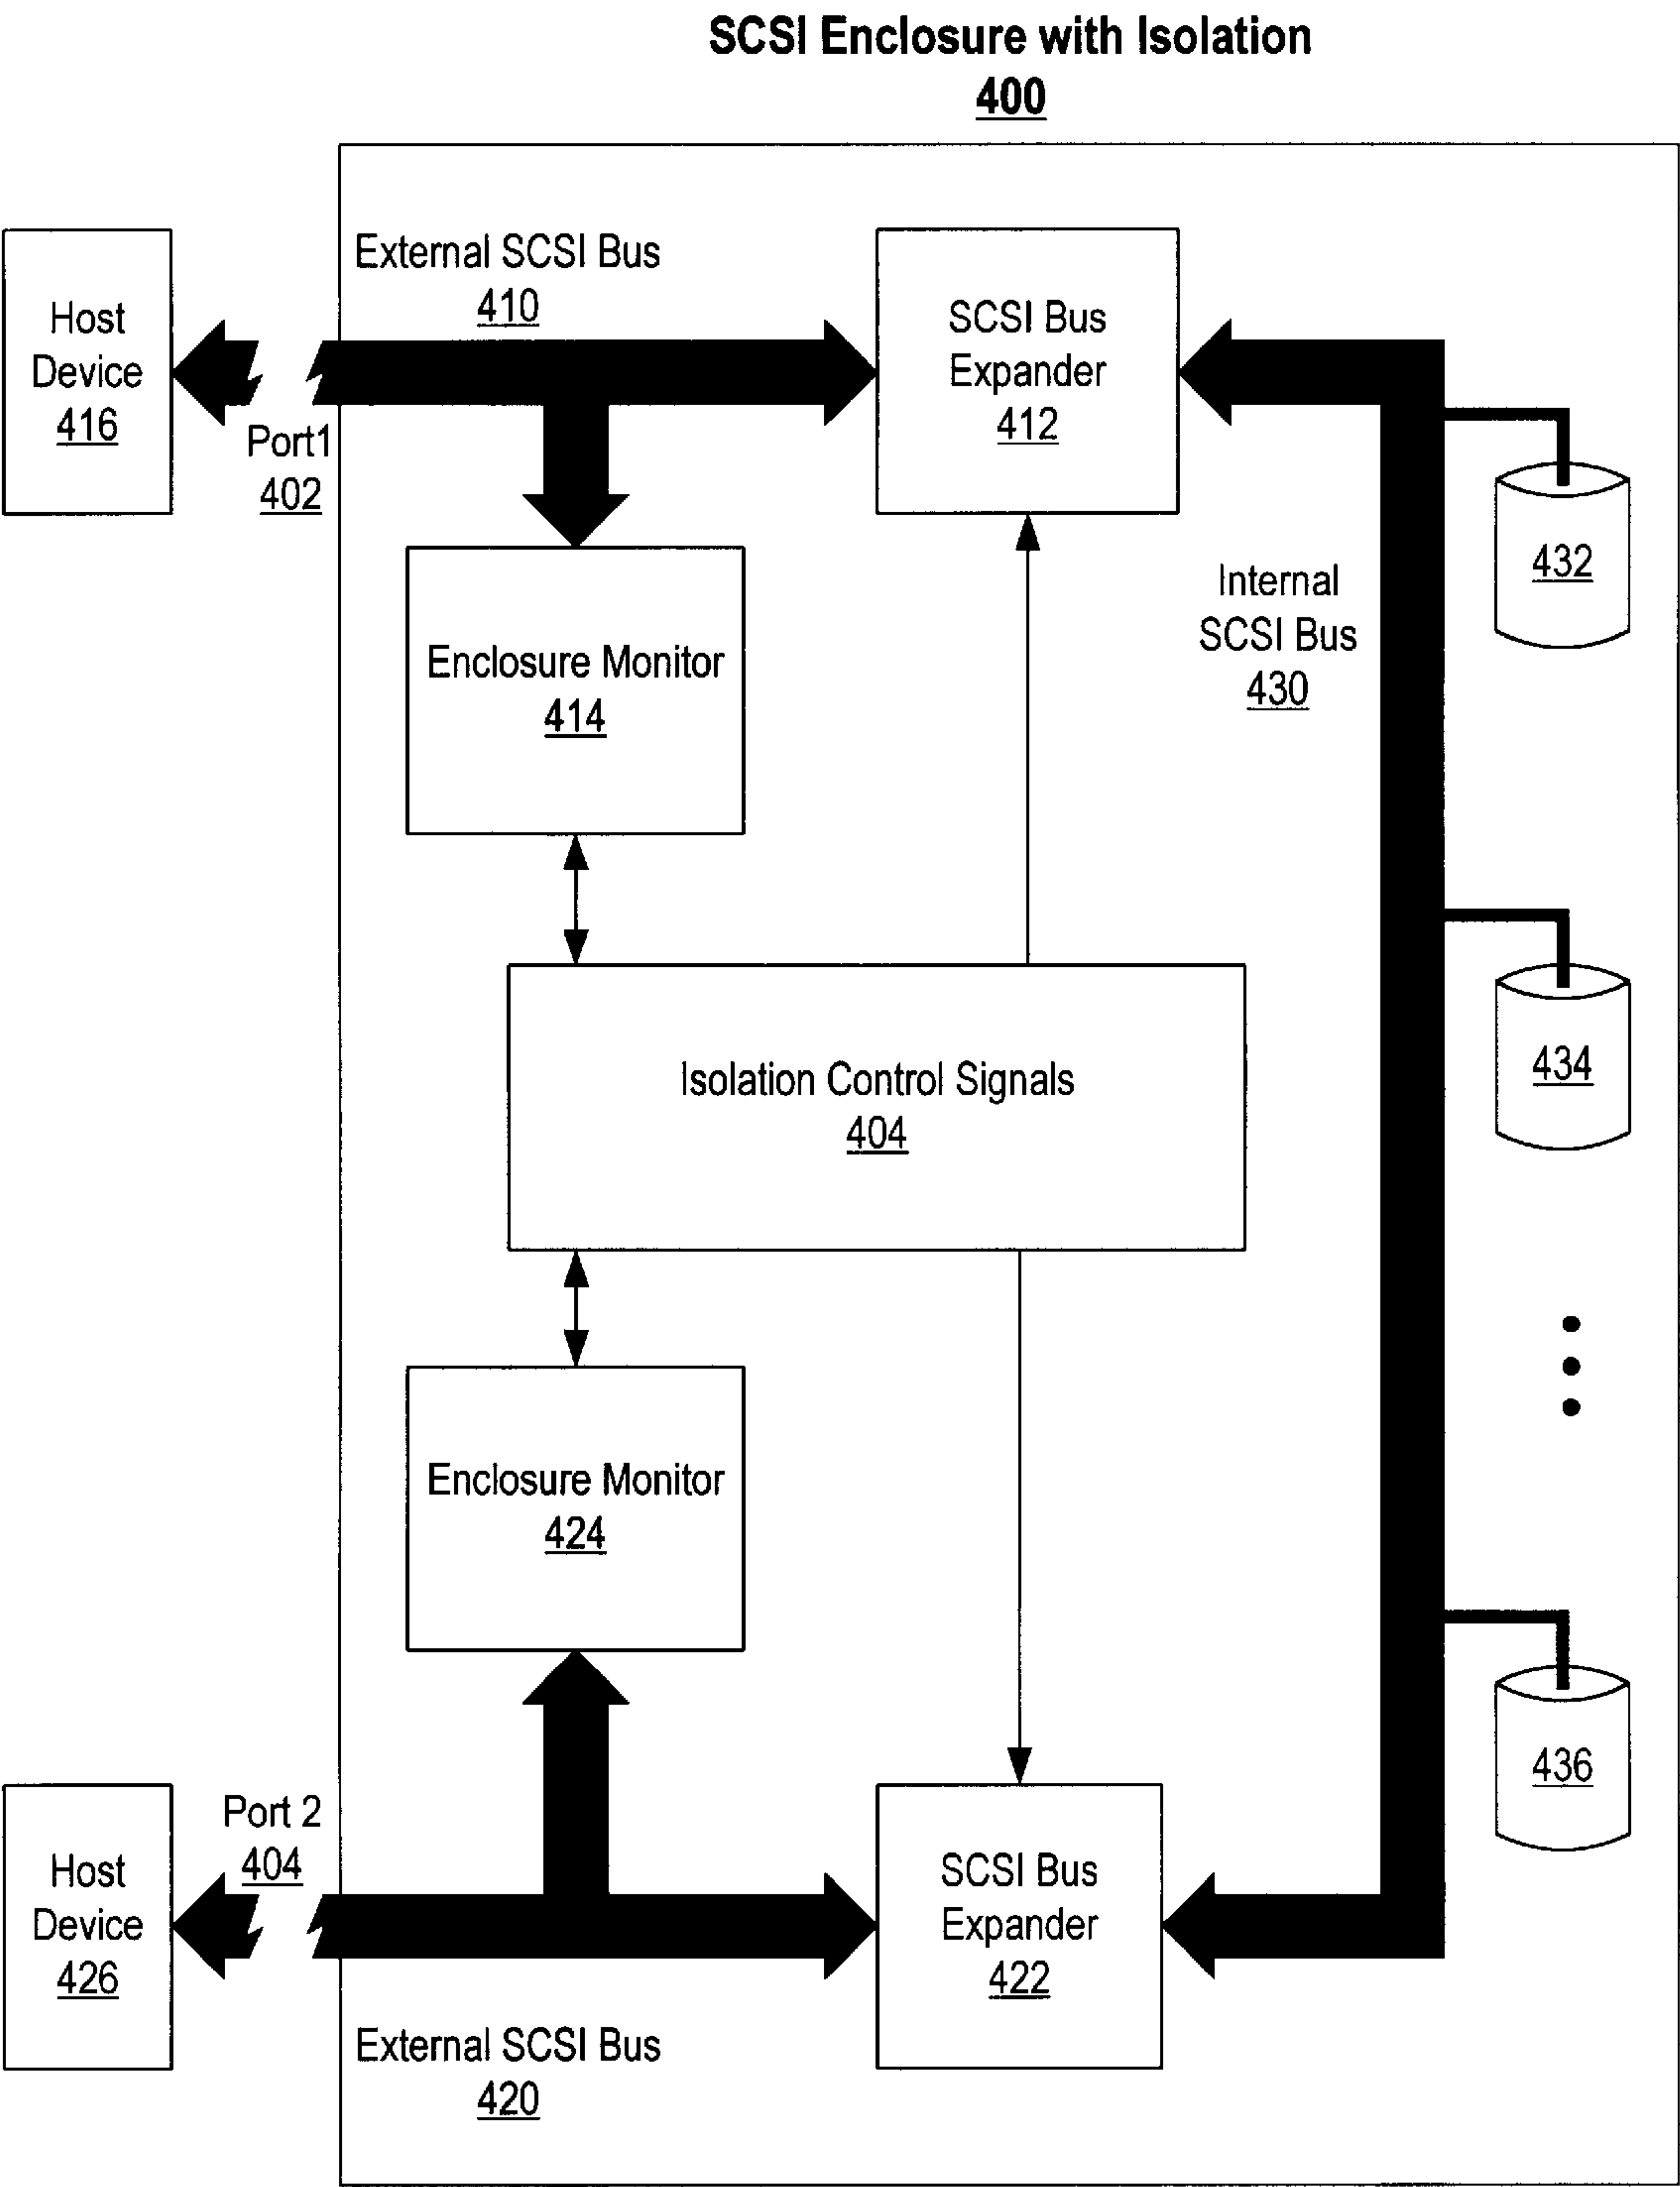 SCSI Enclosure with Isolation
400
External SCSI Bus
410
Host
Device
416
SCSI Bus
Expander
412
Port1
402
Internal
SCSI Bus
430
432
Enclosure Monitor
414
Isolation Control Signals
404
434
Enclosure Monitor
424
436
Port 2
404
Host
Device
426
SCSI Bus
Expander
422
External SCSI Bus
420